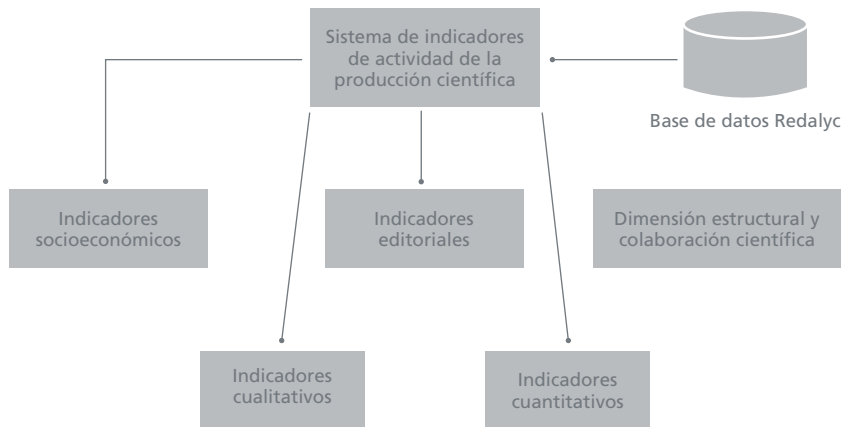 Sistema de indicadores
de actividad de la
producción científica
Base de datos Redalyc
Indicadores
socioeconómicos
Indicadores
editoriales
Dimensión estructural y
colaboración científica
Indicadores
cualitativos
Indicadores
cuantitativos